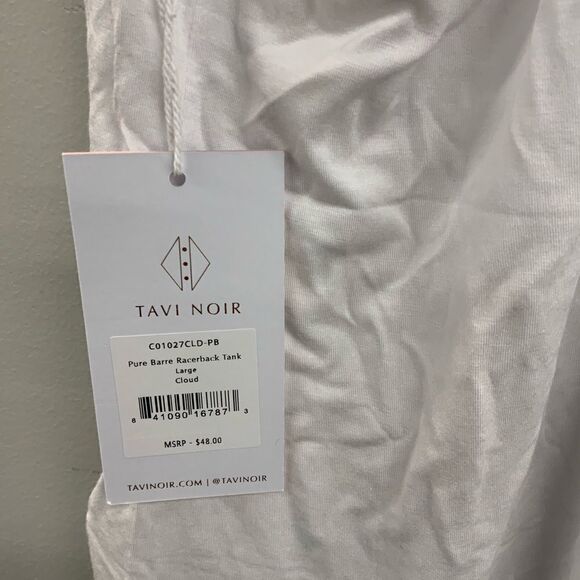 TAVI NOIR
C01027CLD-PB
Pure Barre Racerback Tank
Large
Cloud
8 41090 16787 3
MSRP - $48.00
TAVINOIR.COM | @TAVINOIR